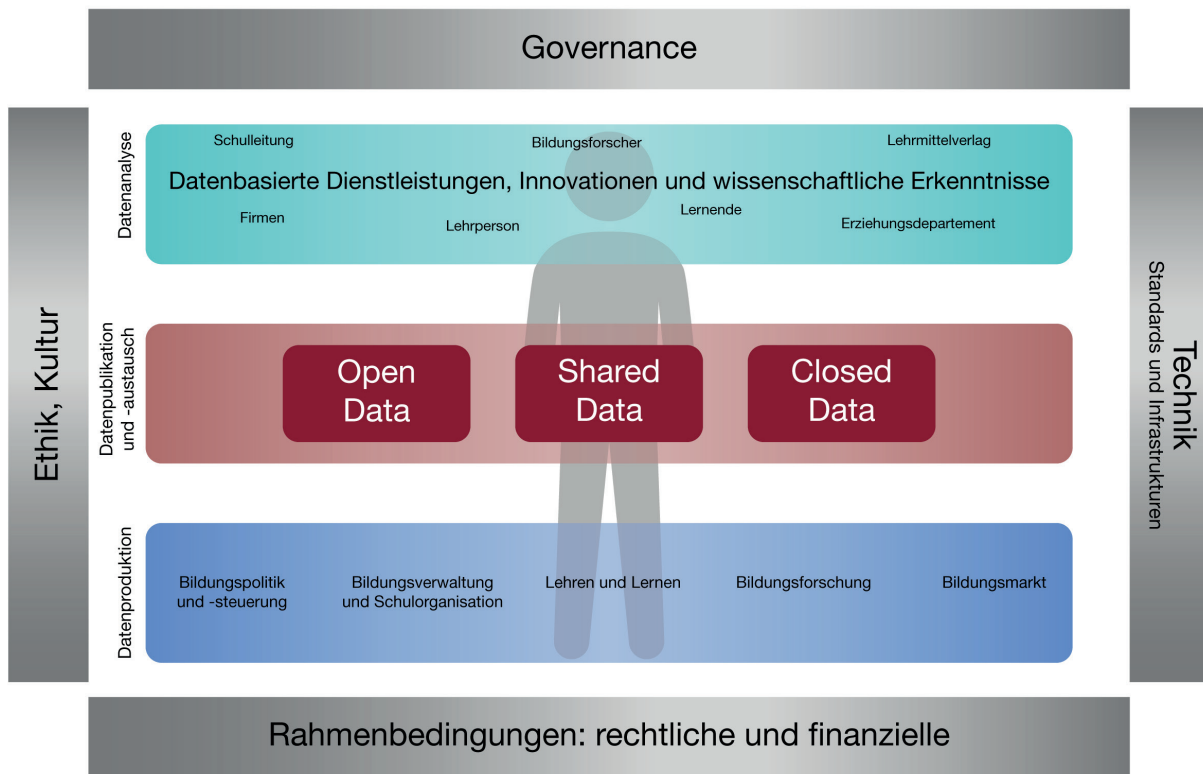 Governance
Ethik, Kultur
Datenanalyse
Schulleitung
Bildungsforscher
Lehrmittelverlag
Datenbasierte Dienstleistungen, Innovationen und wissenschaftliche Erkenntnisse
Firmen
Lehrperson
Lernende
Erziehungsdepartement
Datenpublikation
und -austausch
Open
Data
Shared
Data
Closed
Data
Datenproduktion
Bildungspolitik
und -steuerung
Bildungsverwaltung
und Schulorganisation
Lehren und Lernen
Bildungsforschung
Bildungsmarkt
Technik
Standards und Infrastrukturen
Rahmenbedingungen: rechtliche und finanzielle